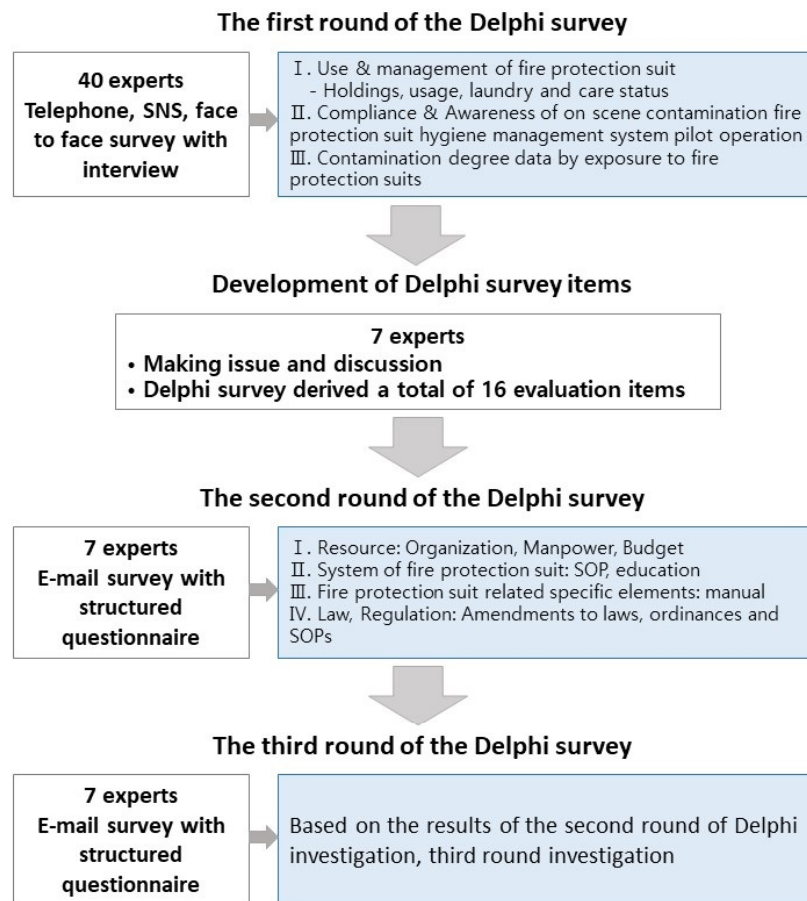 The first round of the Delphi survey
40 experts
Telephone, SNS, face
to face survey with
interview
Ⅰ. Use & management of fire protection suit
- Holdings, usage, laundry and care status
Ⅱ. Compliance & Awareness of on scene contamination fire
protection suit hygiene management system pilot operation
Ⅲ. Contamination degree data by exposure to fire
protection suits
Development of Delphi survey items
7 experts
• Making issue and discussion
• Delphi survey derived a total of 16 evaluation items
The second round of the Delphi survey
7 experts
E-mail survey with
structured
questionnaire
Ⅰ. Resource: Organization, Manpower, Budget
Ⅱ. System of fire protection suit: SOP, education
Ⅲ. Fire protection suit related specific elements: manual
Ⅳ. Law, Regulation: Amendments to laws, ordinances and
SOPs
The third round of the Delphi survey
7 experts
E-mail survey with
structured
questionnaire
Based on the results of the second round of Delphi
investigation, third round investigation